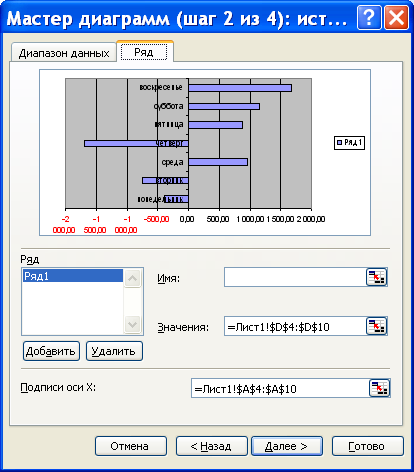 Мастер диаграмм (шаг 2 из 4): ист...
Диапазон данных
Ряд
воскресенье
суббота
пятница
четверг
среда
вторник
понедельник
-2 000,00
-1 500,00
-1 000,00
-500,00
0,00
500,00
1 000,00
1 500,00
2 000,00
Ряд1
Ряд
Ряд1
Имя:
Значения:
=Лист1!$D$4:$D$10
Добавить
Удалить
Подписи оси X:
=Лист1!$A$4:$A$10
Отмена
< Назад
Далее >
Готово